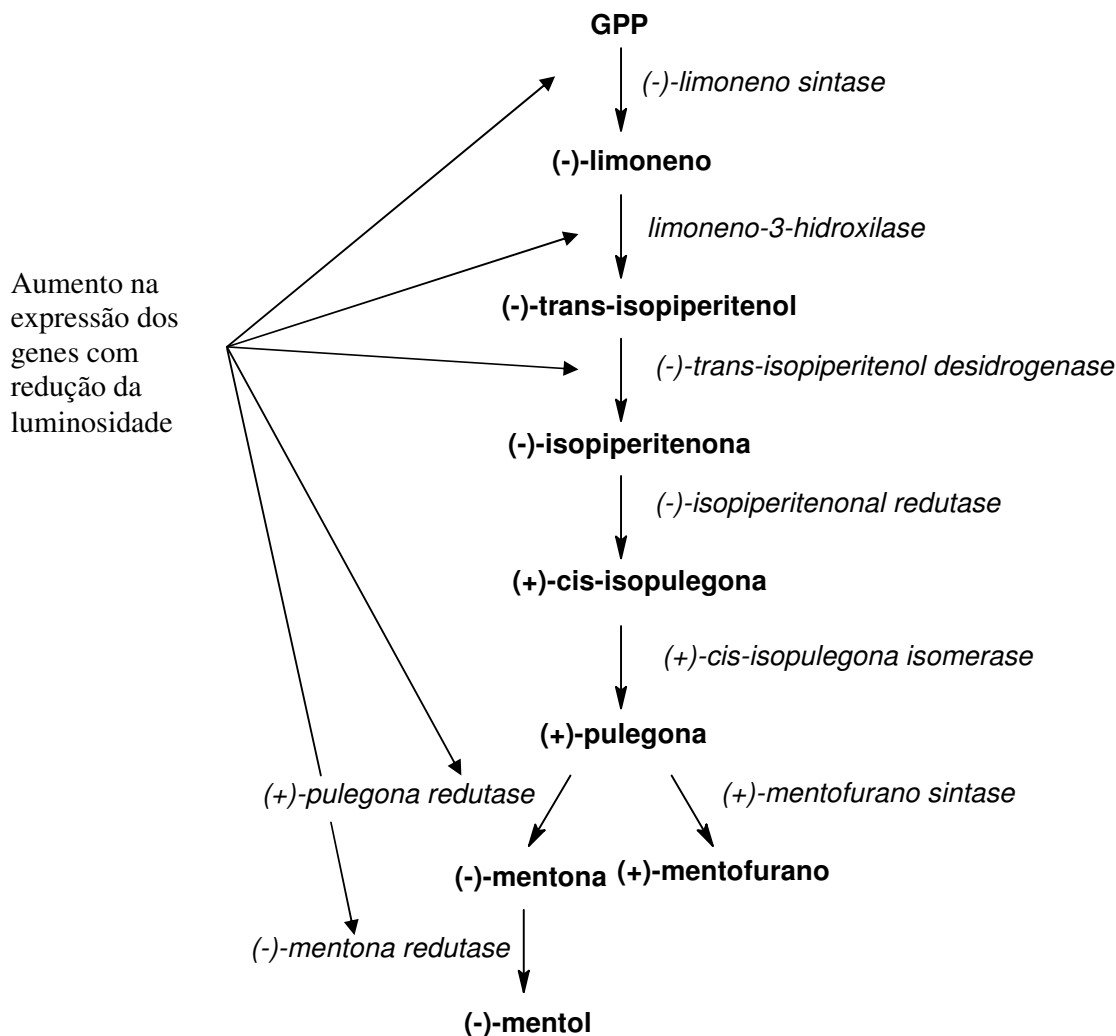 GPP
(-)-limoneno sintase
(-)-limoneno
limoneno-3-hidroxilase
Aumento na
expressão dos
genes com
redução da
luminosidade
(-)-trans-isopiperitenol
(-)-trans-isopiperitenol desidrogenase
(-)-isopiperitenona
(-)-isopiperitenonal redutase
(+)-cis-isopulegona
(+)-cis-isopulegona isomerase
(+)-pulegona
(+)-pulegona redutase
(+)-mentofurano sintase
(-)-mentona
(+)-mentofurano
(-)-mentona redutase
(-)-mentol